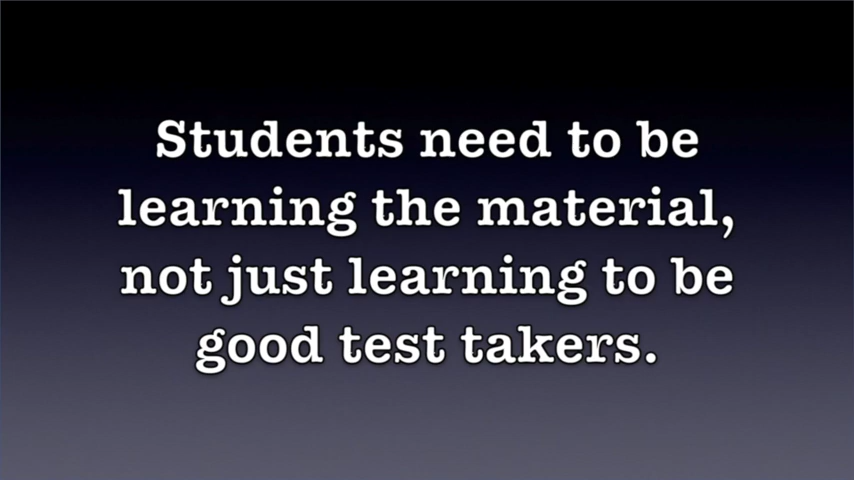 Students need to be
learning the material,
not just learning to be
good test takers.